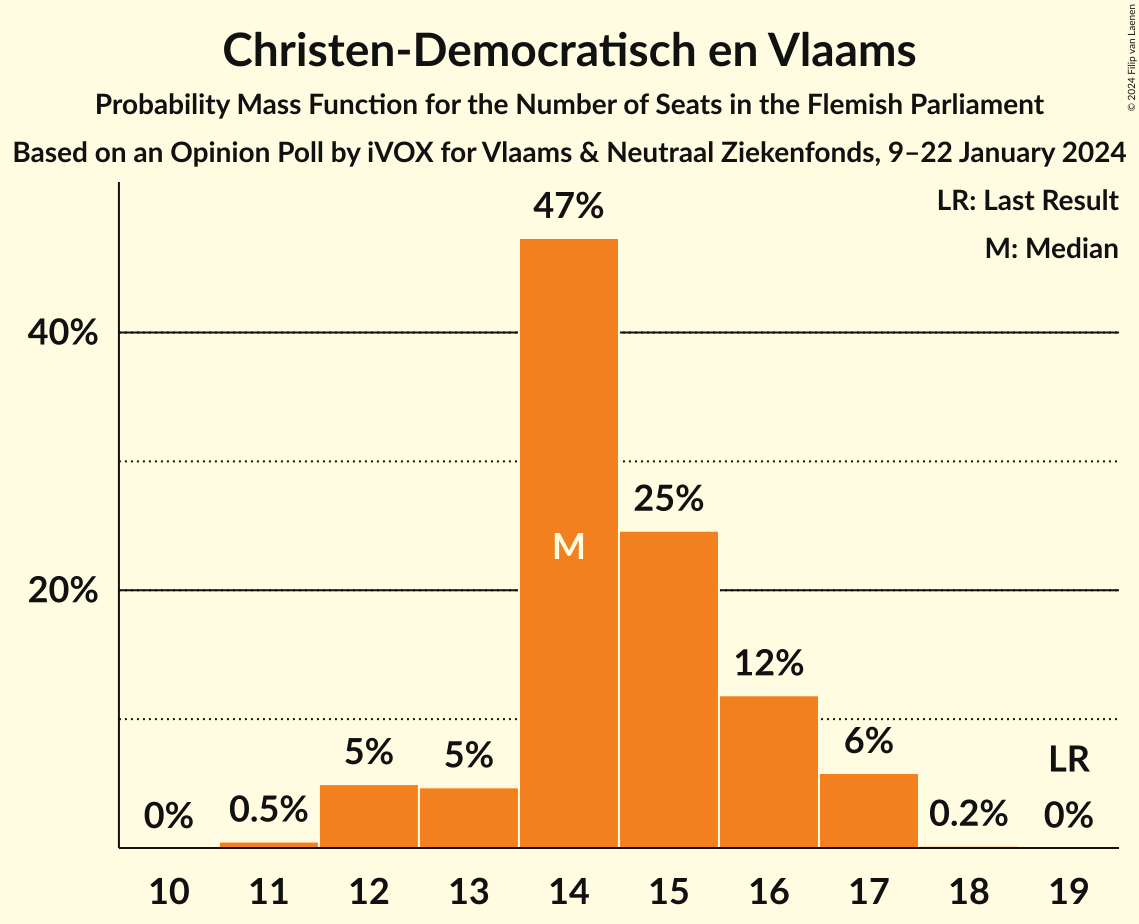 Christen-Democratisch en Vlaams
Probability Mass Function for the Number of Seats in the Flemish Parliament
Based on an Opinion Poll by iVOX for Vlaams & Neutraal Ziekenfonds, 9–22 January 2024
© 2024 Filip van Laenen
LR: Last Result
M: Median
47%
40%
25%
M
20%
12%
6%
5%
5%
LR
0%
0.5%
0.2%
0%
10 11 12 13 14 15 16 17 18 19